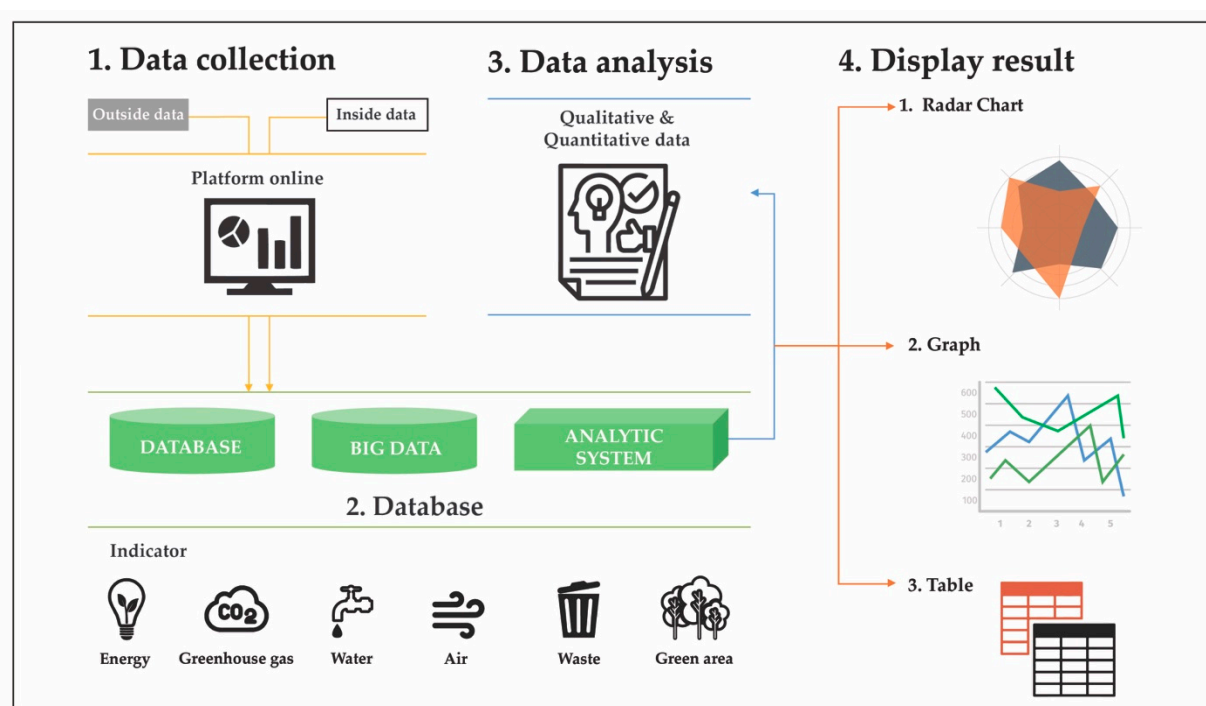 1. Data collection
Outside data
Inside data
Platform online
3. Data analysis
Qualitative &
Quantitative data
DATABASE
BIG DATA
ANALYTIC
SYSTEM
2. Database
Indicator
CO2
Energy
Greenhouse gas
Water
Air
Waste
Green area
4. Display result
1. Radar Chart
2. Graph
600
500
400
300
200
100
1 2 3 4 5
3. Table